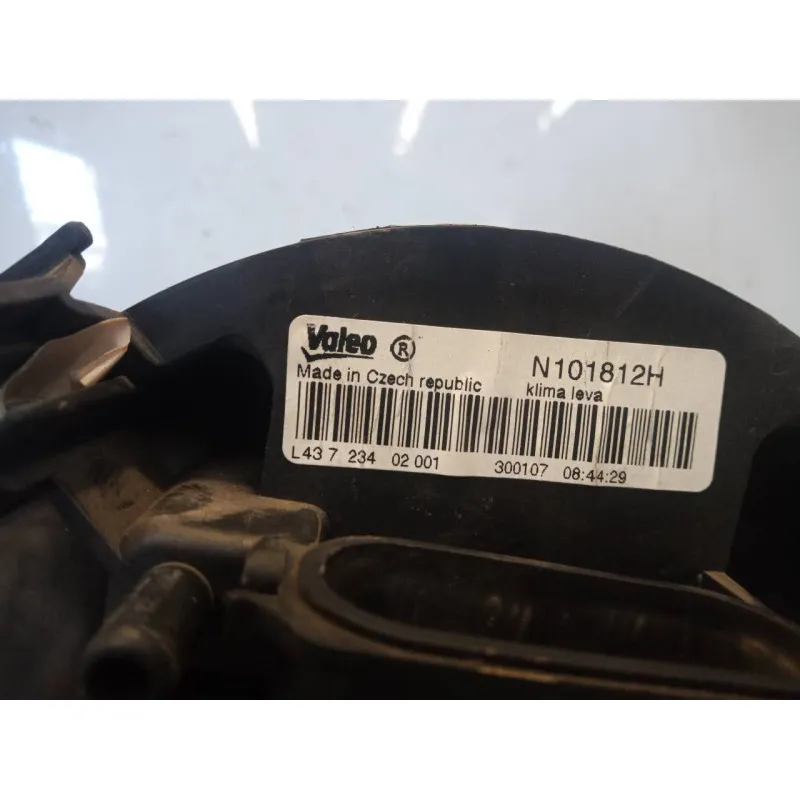 Valeo ® N101812H
Made in Czech republic klima leva
L43 7 234 02 001 300107 08:44:29